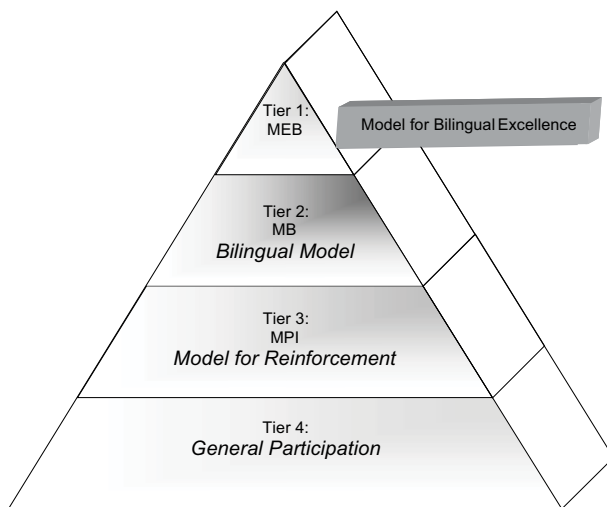 Tier 1:
MEB
Model for Bilingual Excellence
Tier 2:
MB
Bilingual Model
Tier 3:
MPI
Model for Reinforcement
Tier 4:
General Participation